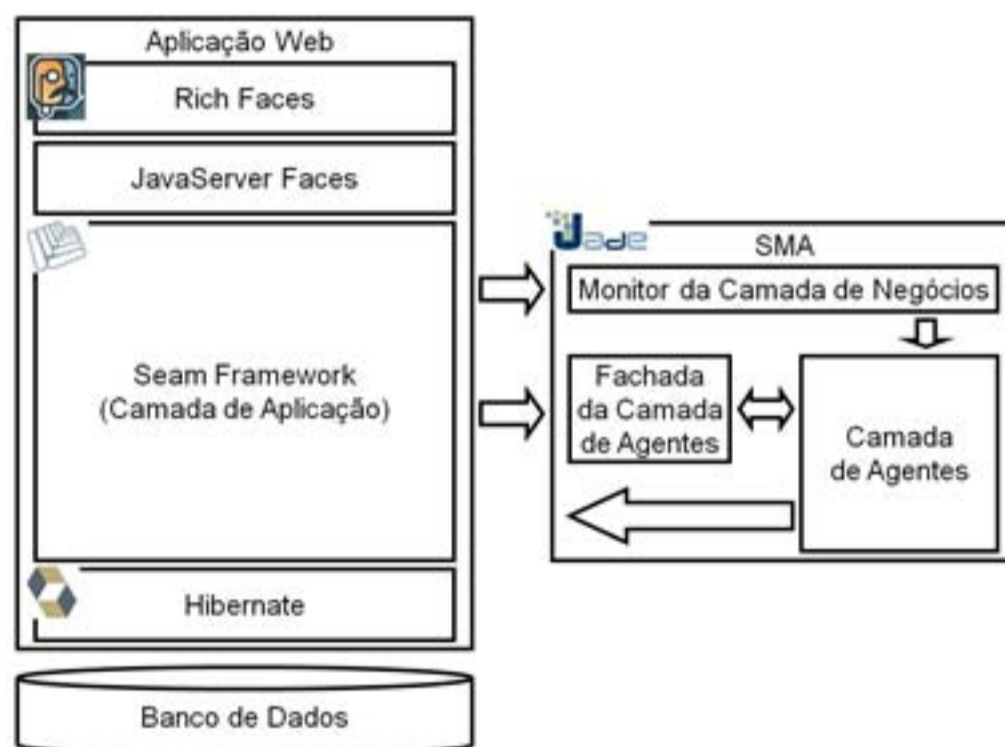 Aplicação Web
Rich Faces
JavaServer Faces
Seam Framework
(Camada de Aplicação)
Hibernate
Banco de Dados
Jade
SMA
Monitor da Camada de Negócios
Fachada
da Camada
de Agentes
Camada
de Agentes